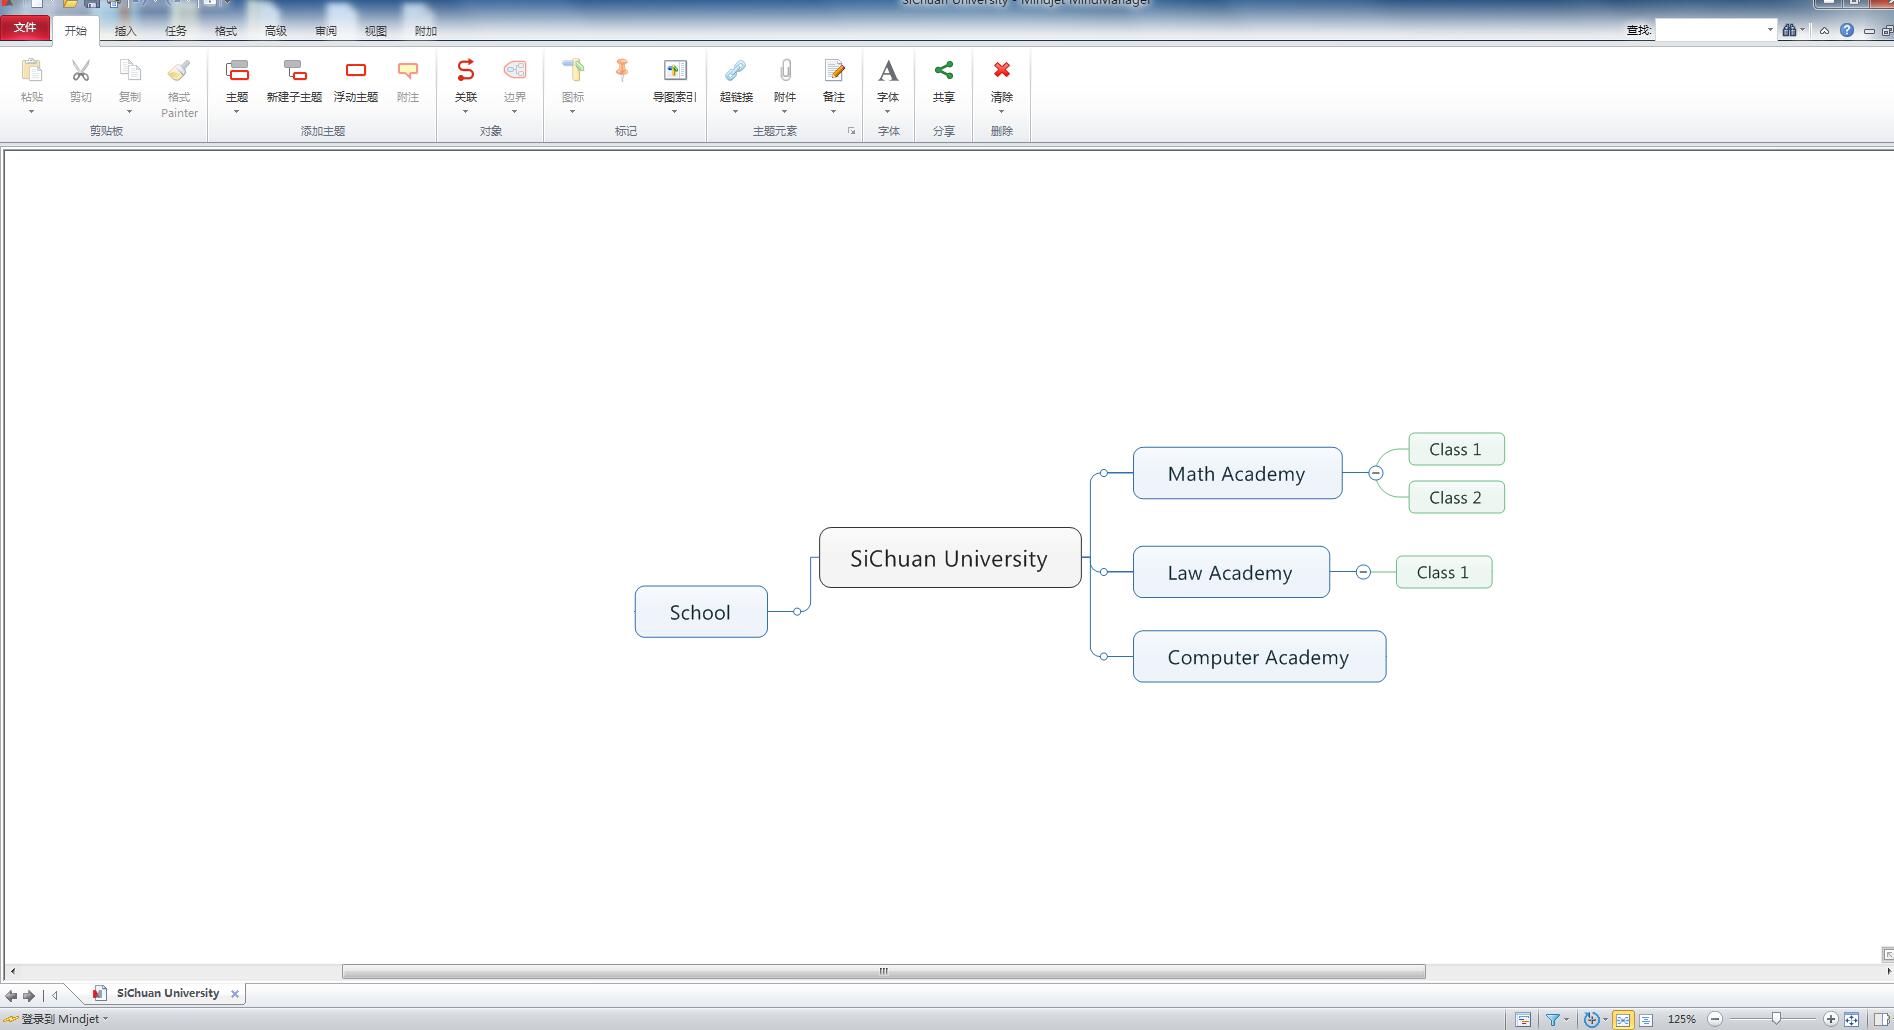 SiChuan University - Mindjet MindManager
文件 开始 插入 任务 格式 高级 审阅 视图 附加 查找:
粘贴 剪切 复制 格式 Painter
主题 新建子主题 浮动主题 附注
关联 边界
图标 导图索引
超链接 附件 备注
字体
共享
清除
剪贴板 添加主题 对象 标记 主题元素 字体 分享 删除
Class 1
Math Academy
Class 2
SiChuan University
Law Academy
Class 1
School
Computer Academy
SiChuan University
登录到 Mindjet
125%